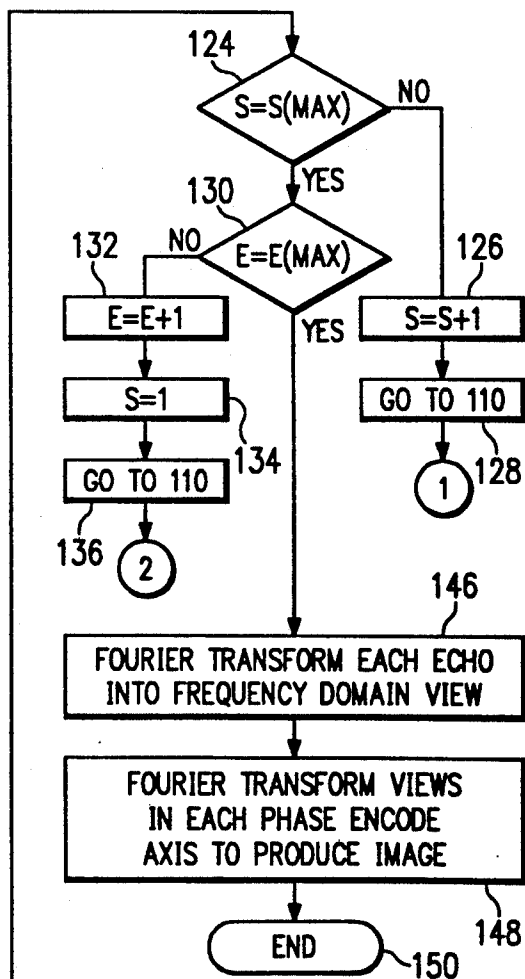 124
S=S(MAX)
NO
YES
130
NO
E=E(MAX)
132
126
E=E+1
YES
S=S+1
S=1
GO TO 110
134
128
GO TO 110
1
136
2
146
FOURIER TRANSFORM EACH ECHO
INTO FREQUENCY DOMAIN VIEW
FOURIER TRANSFORM VIEWS
IN EACH PHASE ENCODE
AXIS TO PRODUCE IMAGE
148
END
150